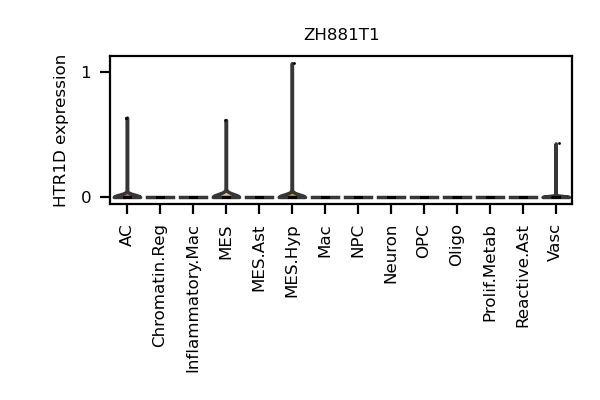 ZH881T1
HTR1D expression
1
0
AC
Chromatin.Reg
Inflammatory.Mac
MES
MES.Ast
MES.Hyp
Mac
NPC
Neuron
OPC
Oligo
Prolif.Metab
Reactive.Ast
Vasc